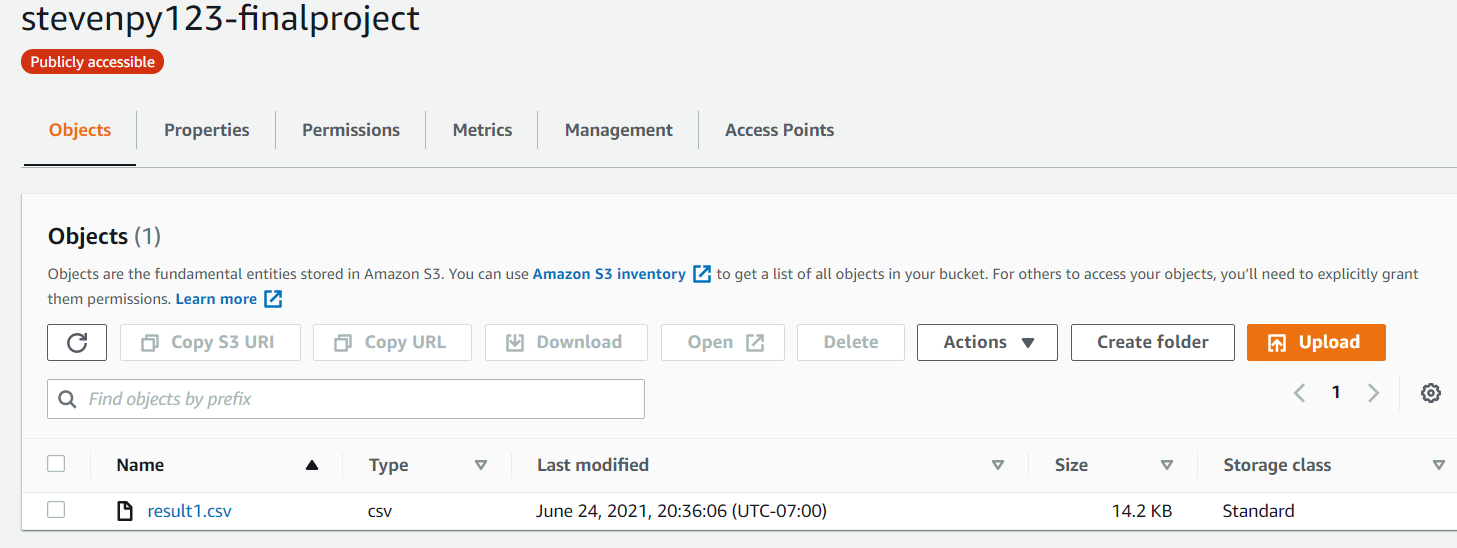 stevenpy123-finalproject
Publicly accessible
Objects Properties Permissions Metrics Management Access Points
Objects (1)
Objects are the fundamental entities stored in Amazon S3. You can use Amazon S3 inventory to get a list of all objects in your bucket. For others to access your objects, you'll need to explicitly grant
them permissions. Learn more
Copy S3 URI Copy URL Download Open Delete Actions Create folder Upload
Find objects by prefix 1
Name Type Last modified Size Storage class
result1.csv csv June 24, 2021, 20:36:06 (UTC-07:00) 14.2 KB Standard